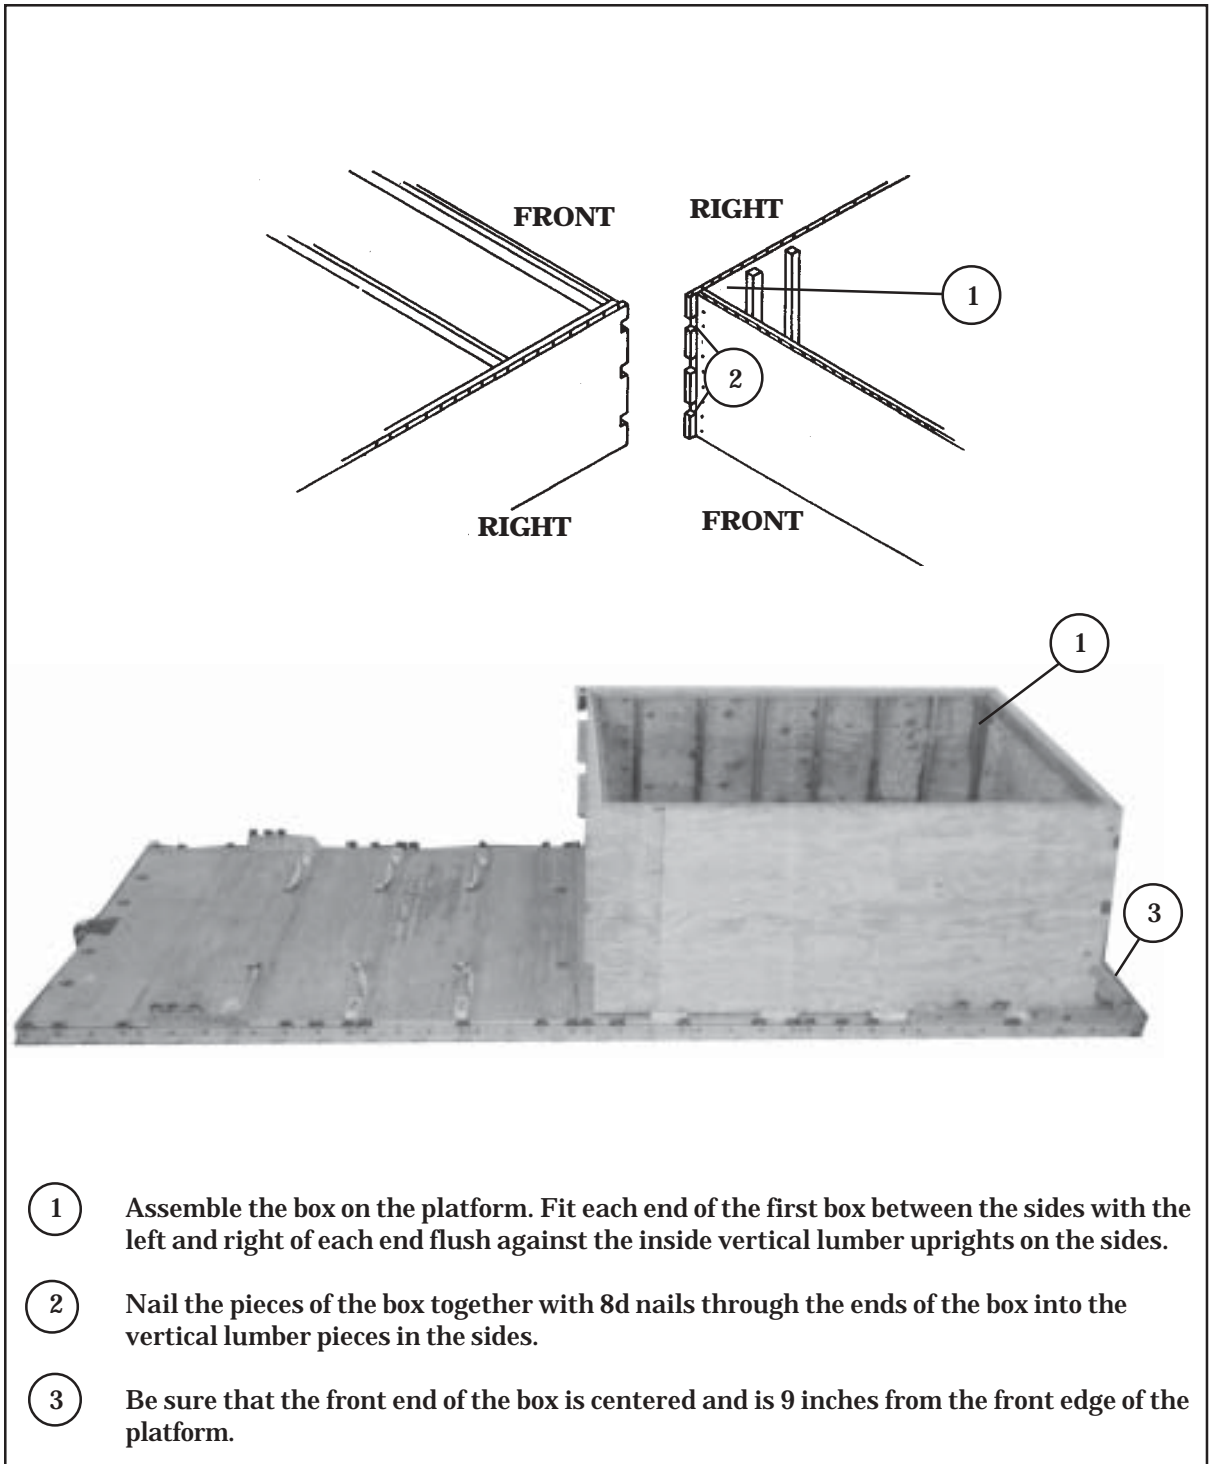 FRONT
RIGHT
1
2
RIGHT
FRONT
1
3
1 Assemble the box on the platform. Fit each end of the first box between the sides with the
left and right of each end flush against the inside vertical lumber uprights on the sides.
2 Nail the pieces of the box together with 8d nails through the ends of the box into the
vertical lumber pieces in the sides.
3 Be sure that the front end of the box is centered and is 9 inches from the front edge of the
platform.